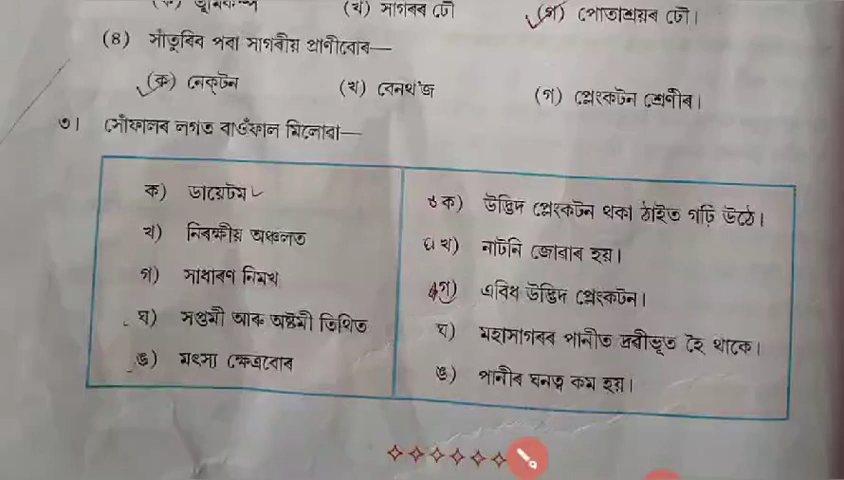 (খ) সাগৰৰ ঢৌ (গ) পোতাশ্ৰয়ৰ ঢৌ।
(৪) সাঁতুৰিব পৰা সাগৰীয় প্ৰাণীবোৰ—
(ক) নেক্‌টন (খ) বেনথ'জ (গ) প্লেংকটন শ্ৰেণীৰ।
৩। সোঁফালৰ লগত বাওঁফাল মিলোৱা—
ক) ডায়েটম ঙ ক) উদ্ভিদ প্লেংকটন থকা ঠাইত গঢ়ি উঠে।
খ) নিৰক্ষীয় অঞ্চলত ঘ খ) নাটনি জোৱাৰ হয়।
গ) সাধাৰণ নিমখ গ) এবিধ উদ্ভিদ প্লেংকটন।
ঘ) সপ্তমী আৰু অষ্টমী তিথিত ঘ) মহাসাগৰৰ পানীত দ্ৰবীভূত হৈ থাকে।
ঙ) মৎস্য ক্ষেত্ৰবোৰ ঙ) পানীৰ ঘনত্ব কম হয়।